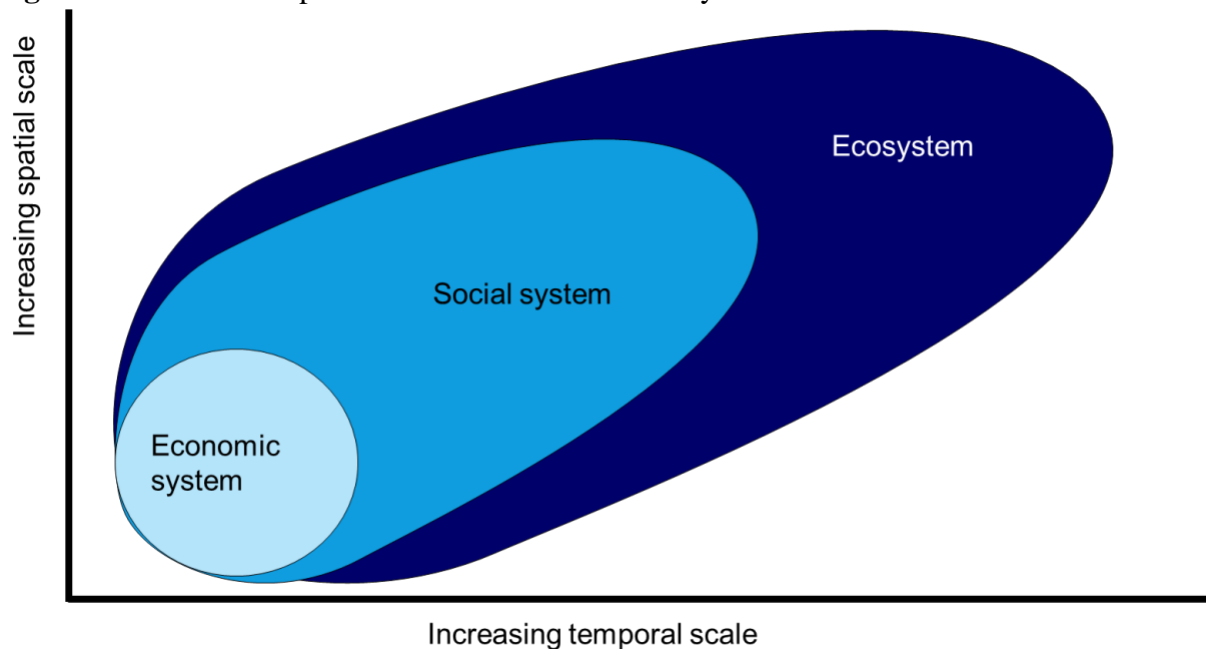 Increasing spatial scale
Ecosystem
Social system
Economic
system
Increasing temporal scale